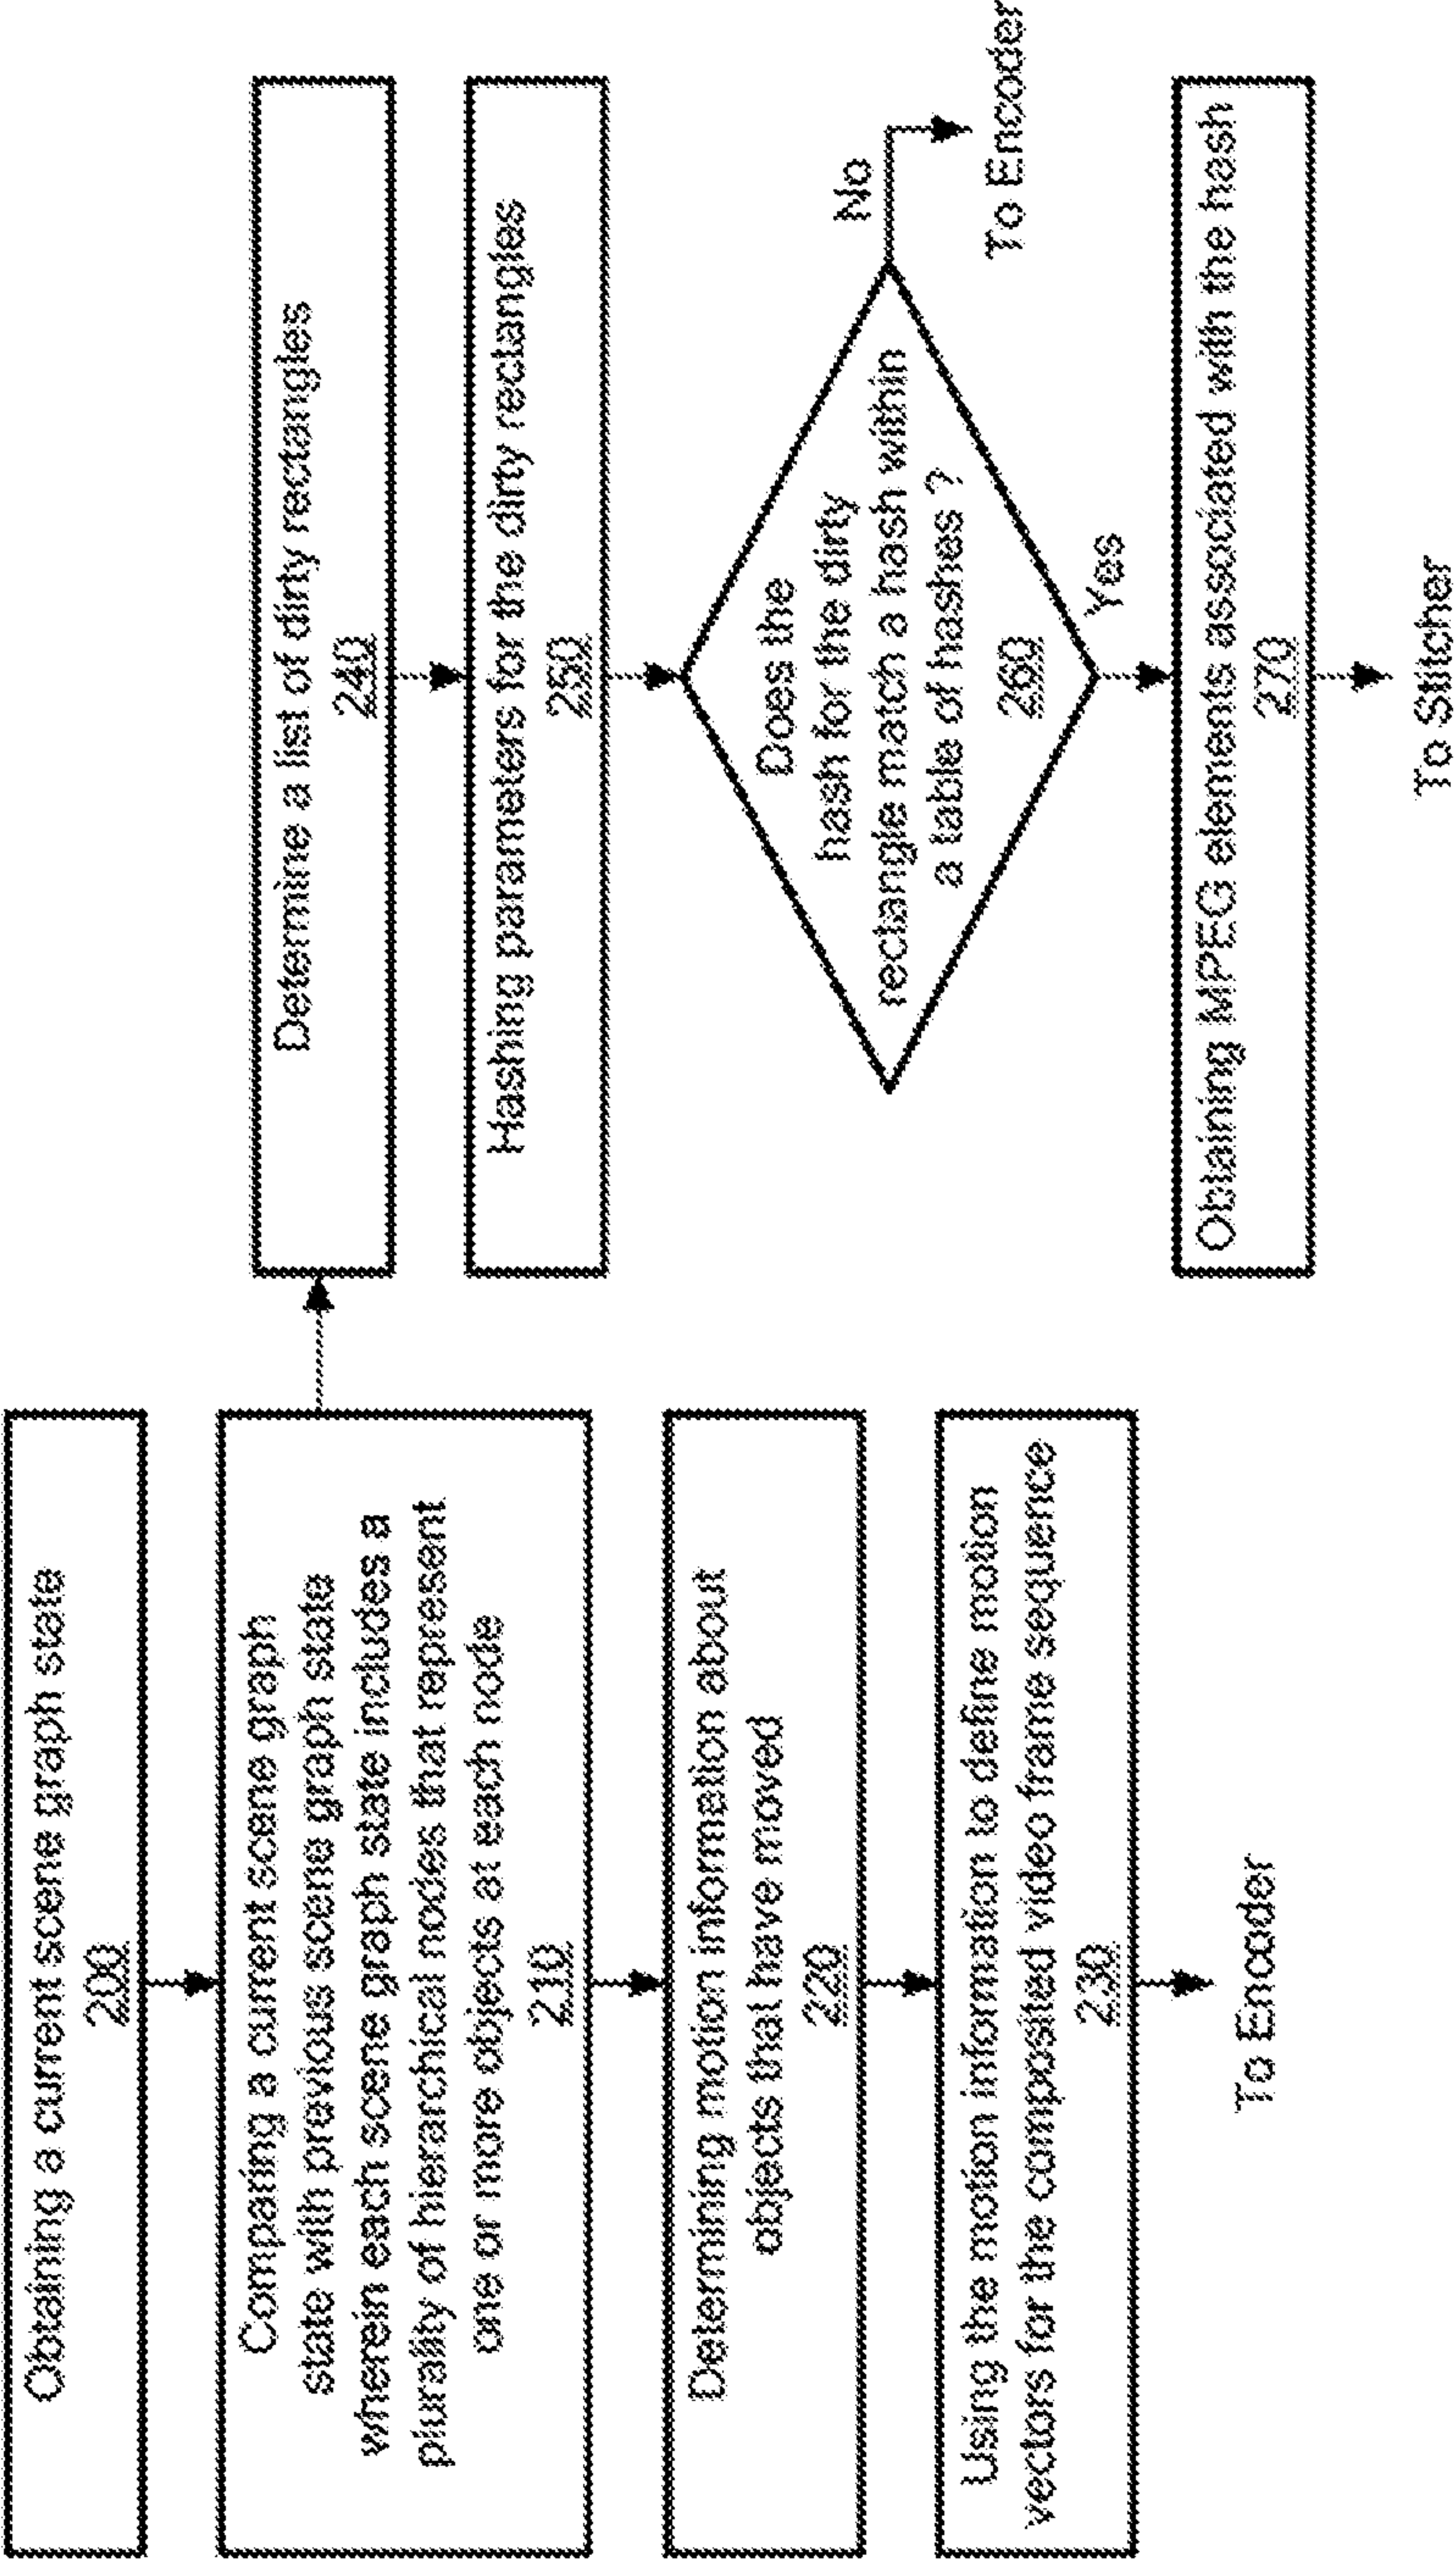 Obtaining a current scene graph state
200
Comparing a current scene graph
state with previous scene graph state
wherein each scene graph state includes a
plurality of hierarchical nodes that represent
one or more objects at each node
210
Determining motion information about
objects that have moved
220
Using the motion information to define motion
vectors for the composited video frame sequence
230
To Encoder
Determine a list of dirty rectangles
240
Hashing parameters for the dirty rectangles
250
Does the
hash for the dirty
rectangle match a hash within
a table of hashes ?
260
No
To Encoder
Yes
Obtaining MPEG elements associated with the hash
270
To Stitcher